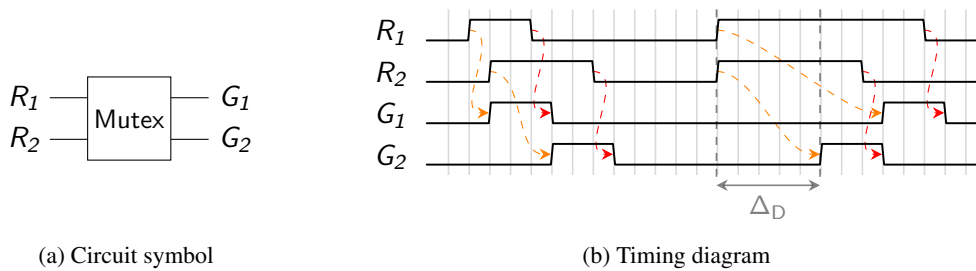 R1 G1
Mutex
R2 G2
(a) Circuit symbol
R1
R2
G1
G2
ΔD
(b) Timing diagram